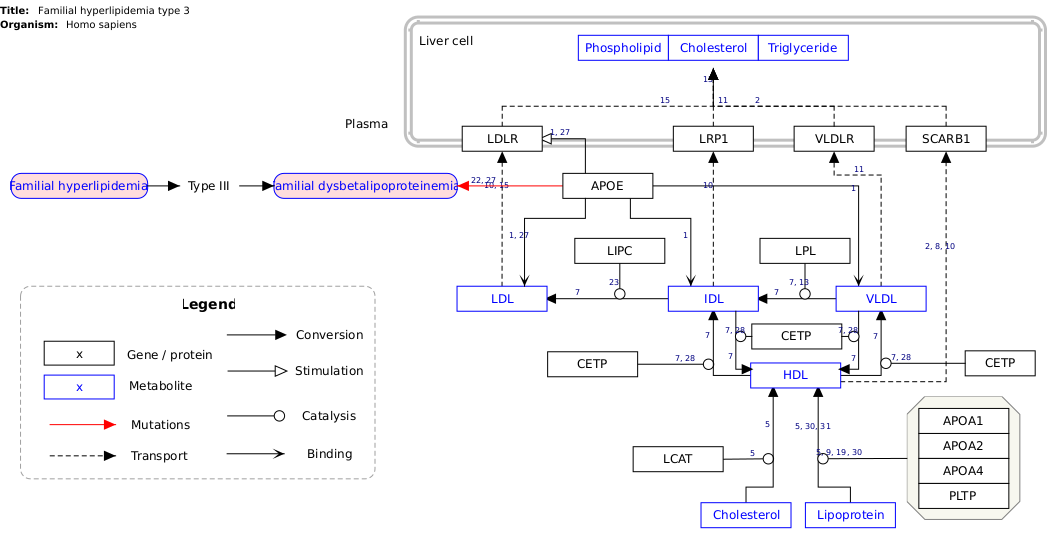 Title: Familial hyperlipidemia type 3
Organism: Homo sapiens
Liver cell
Phospholipid Cholesterol Triglyceride
15
15 11 2
Plasma
LDLR LRP1 VLDLR SCARB1
1, 27
11
Familial hyperlipidemia Type III Familial dysbetalipoproteinemia
22, 27
10, 15
APOE
10
1
1, 27
1
2, 8, 10
LIPC LPL
23
7, 13
7
7
LDL IDL VLDL
7, 28
7, 28
7
7
CETP
7
7
7, 28
7, 28
CETP
CETP
HDL
5
5, 30, 31
5
5, 9, 19, 30
LCAT
APOA1
APOA2
APOA4
PLTP
Cholesterol Lipoprotein
Legend
x Gene / protein
x Metabolite
Mutations
Transport
Conversion
Stimulation
Catalysis
Binding